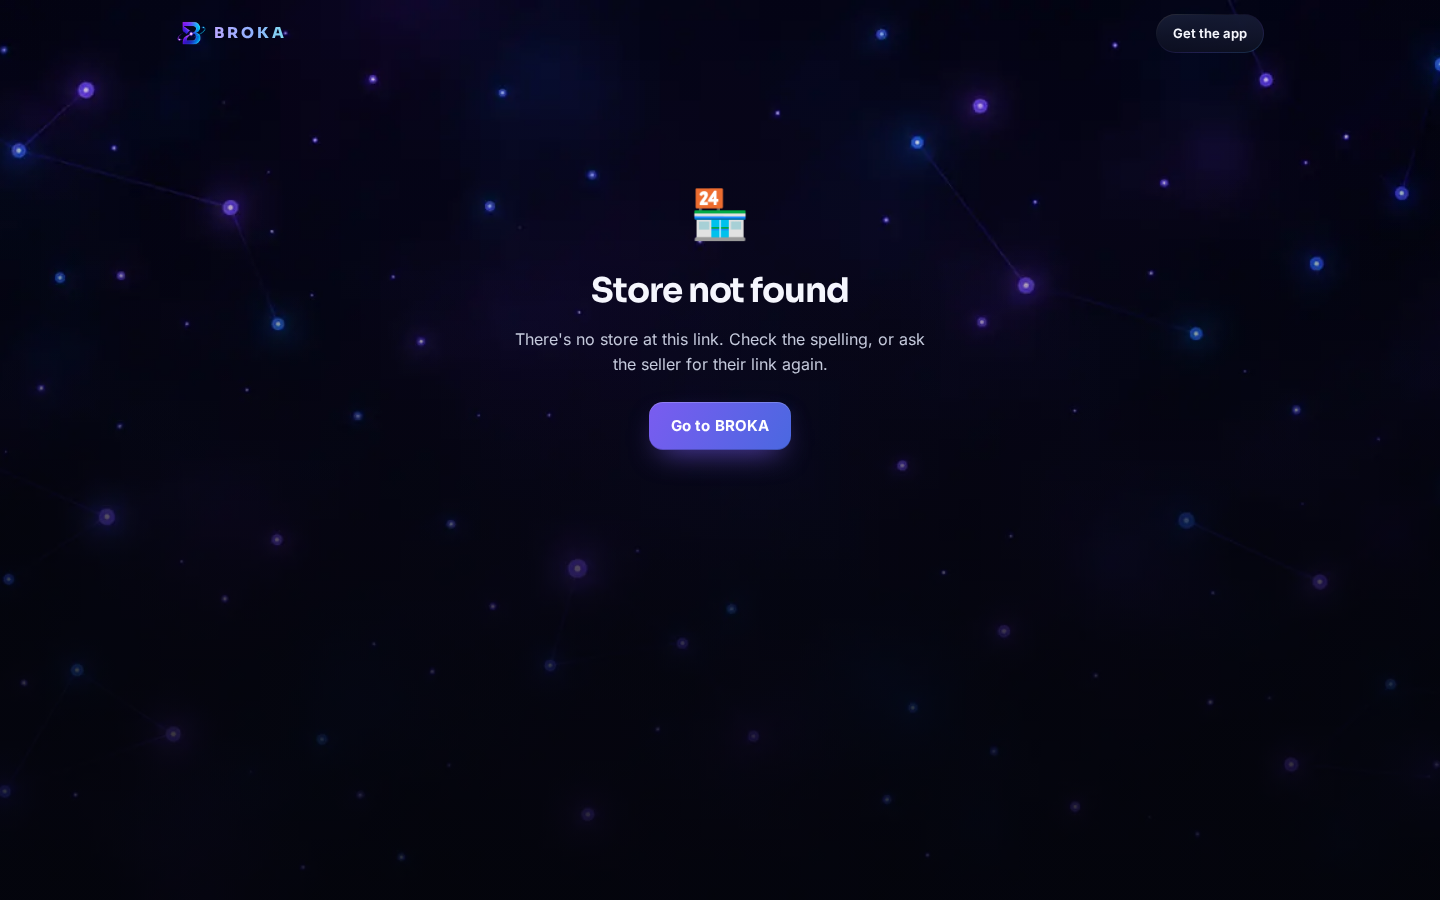 BROKA
Get the app
24
Store not found
There's no store at this link. Check the spelling, or ask
the seller for their link again.
Go to BROKA